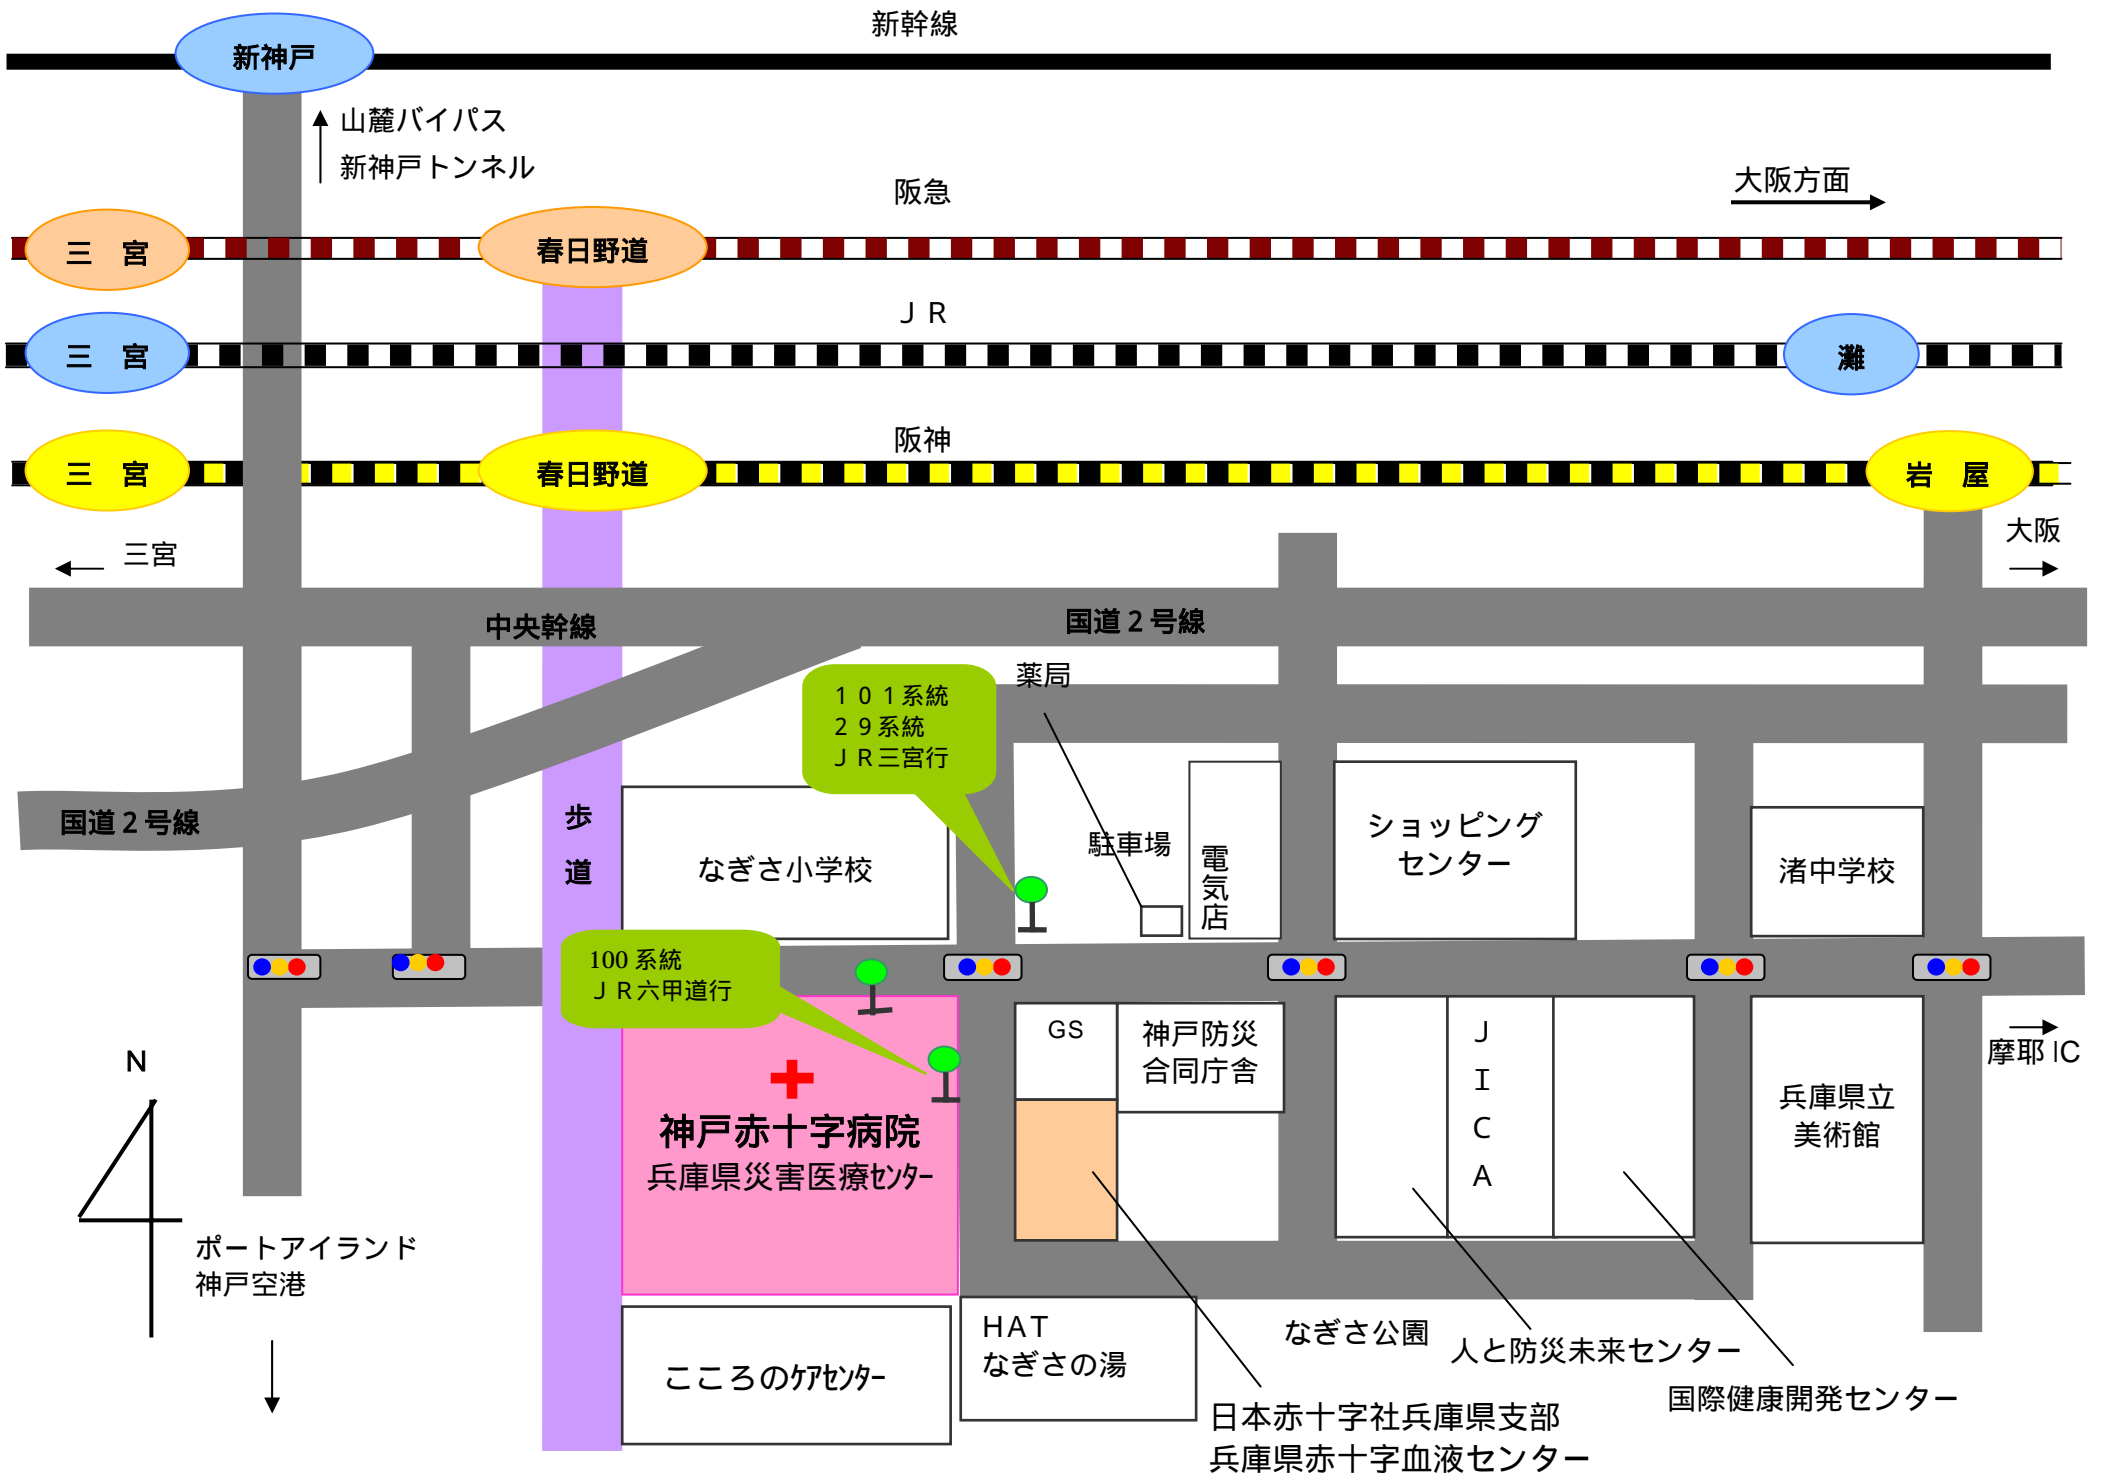 新幹線
新神戸
山麓バイパス
新神戸トンネル
阪急
大阪方面
三　宮
春日野道
ＪＲ
三　宮
灘
阪神
三　宮
春日野道
岩　屋
三宮
大阪
中央幹線
国道２号線
薬局
１０１系統
２９系統
ＪＲ三宮行
国道２号線
歩
道
なぎさ小学校
駐車場
電
気
店
ショッピング
センター
渚中学校
100 系統
ＪＲ六甲道行
N
GS
神戸防災
合同庁舎
J
I
C
A
摩耶 IC
兵庫県立
美術館
神戸赤十字病院
兵庫県災害医療ｾﾝﾀｰ
ポートアイランド
神戸空港
こころのｹｱｾﾝﾀｰ
HAT
なぎさの湯
なぎさ公園
人と防災未来センター
国際健康開発センター
日本赤十字社兵庫県支部
兵庫県赤十字血液センター